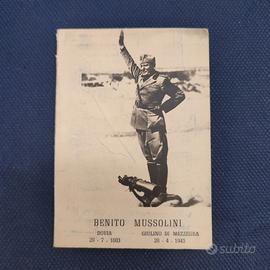 BENITO MUSSOLINI
DOVIA GIULINO DI MEZZEGRA
29 - 7 - 1883 28 - 4 - 1945
subito